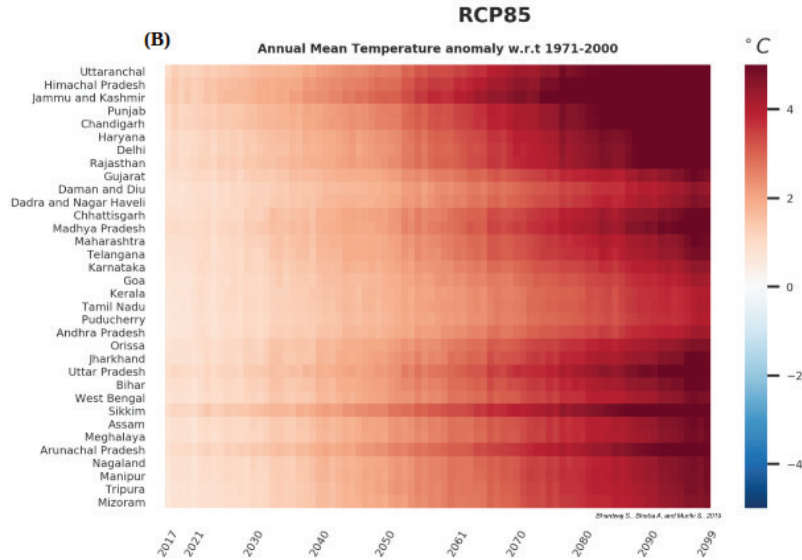 RCP85
(B)
Annual Mean Temperature anomaly w.r.t 1971-2000
°C
Uttaranchal
Himachal Pradesh
Jammu and Kashmir
Punjab
Chandigarh
Haryana
Delhi
Rajasthan
Gujarat
Daman and Diu
Dadra and Nagar Haveli
Chhattisgarh
Madhya Pradesh
Maharashtra
Telangana
Karnataka
Goa
Kerala
Tamil Nadu
Puducherry
Andhra Pradesh
Orissa
Jharkhand
Uttar Pradesh
Bihar
West Bengal
Sikkim
Assam
Meghalaya
Arunachal Pradesh
Nagaland
Manipur
Tripura
Mizoram
4
2
0
−2
−4
S., A. and S., 2019
2017 2021 2030 2040 2050 2061 2070 2080 2090 2099